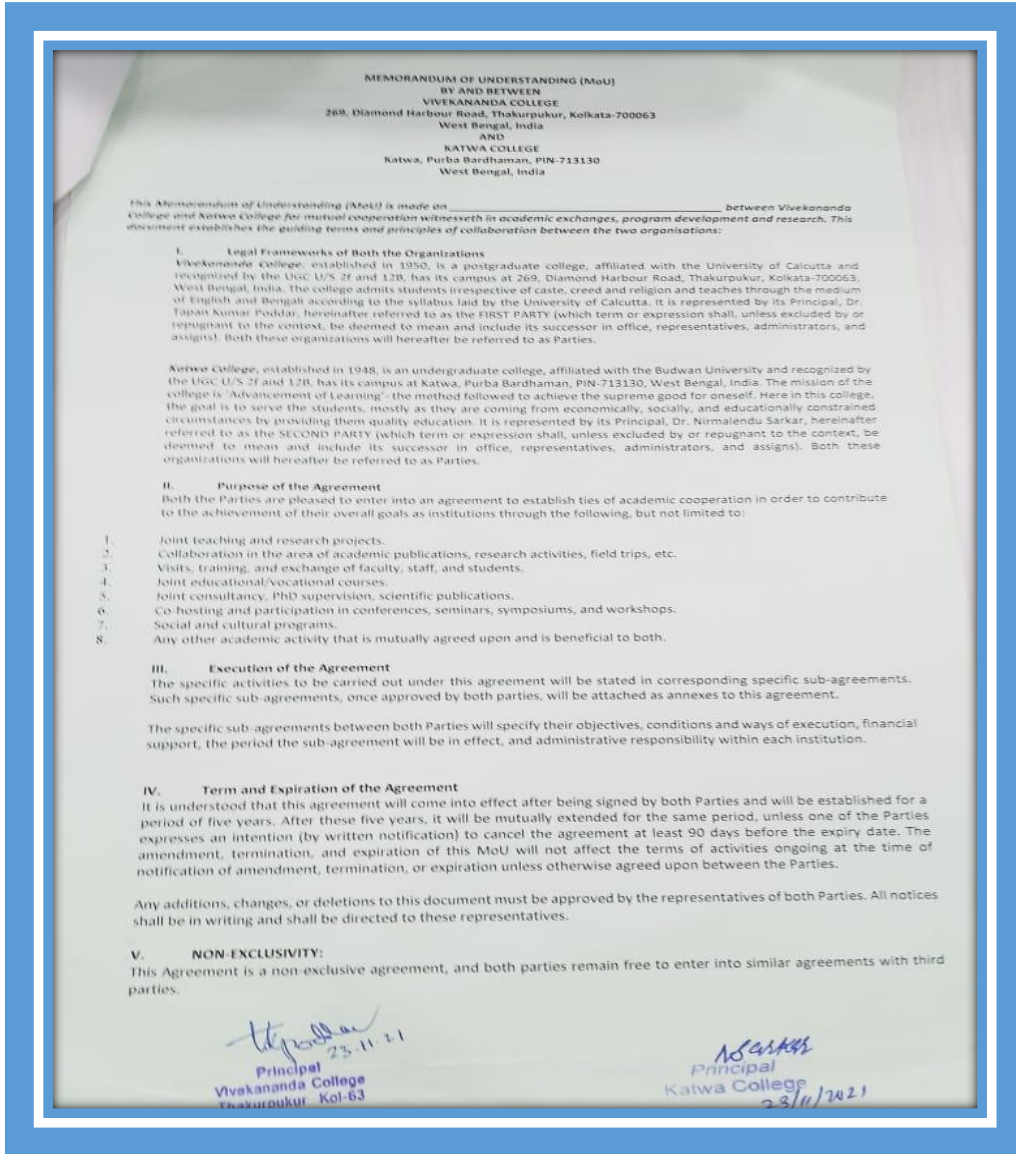 MEMORANDUM OF UNDERSTANDING (MoU)
BY AND BETWEEN
VIVEKANANDA COLLEGE
269, Diamond Harbour Road, Thakurpukur, Kolkata-700063
West Bengal, India
AND
KATWA COLLEGE
Katwa, Purba Bardhaman, PIN-713130
West Bengal, India
This Memorandum of Understanding (MoU) is made on ______ between Vivekananda
College and Katwa College for mutual cooperation witnesseth in academic exchanges, program development and research. This
document establishes the guiding terms and principles of collaboration between the two organisations:
I. Legal Frameworks of Both the Organizations
Vivekananda College, established in 1950, is a postgraduate college, affiliated with the University of Calcutta and
recognized by the UGC U/S 2f and 12B, has its campus at 269, Diamond Harbour Road, Thakurpukur, Kolkata-700063,
West Bengal, India. The college admits students irrespective of caste, creed and religion and teaches through the medium
of English and Bengali according to the syllabus laid by the University of Calcutta. It is represented by its Principal, Dr.
Tapan Kumar Poddar, hereinafter referred to as the FIRST PARTY (which term or expression shall, unless excluded by or
repugnant to the context, be deemed to mean and include its successor in office, representatives, administrators, and
assigns). Both these organizations will hereafter be referred to as Parties.
Katwa College, established in 1948, is an undergraduate college, affiliated with the Budwan University and recognized by
the UGC U/S 2f and 12B, has its campus at Katwa, Purba Bardhaman, PIN-713130, West Bengal, India. The mission of the
college is 'Advancement of Learning'- the method followed to achieve the supreme good for oneself. Here in this college,
the goal is to serve the students, mostly as they are coming from economically, socially, and educationally constrained
circumstances by providing them quality education. It is represented by its Principal, Dr. Nirmalendu Sarkar, hereinafter
referred to as the SECOND PARTY (which term or expression shall, unless excluded by or repugnant to the context, be
deemed to mean and include its successor in office, representatives, administrators, and assigns). Both these
organizations will hereafter be referred to as Parties.
II. Purpose of the Agreement
Both the Parties are pleased to enter into an agreement to establish ties of academic cooperation in order to contribute
to the achievement of their overall goals as institutions through the following, but not limited to:
1. Joint teaching and research projects.
2. Collaboration in the area of academic publications, research activities, field trips, etc.
3. Visits, training, and exchange of faculty, staff, and students.
4. Joint educational/vocational courses.
5. Joint consultancy, PhD supervision, scientific publications.
6. Co-hosting and participation in conferences, seminars, symposiums, and workshops.
7. Social and cultural programs.
8. Any other academic activity that is mutually agreed upon and is beneficial to both.
III. Execution of the Agreement
The specific activities to be carried out under this agreement will be stated in corresponding specific sub-agreements.
Such specific sub-agreements, once approved by both parties, will be attached as annexes to this agreement.
The specific sub-agreements between both Parties will specify their objectives, conditions and ways of execution, financial
support, the period the sub-agreement will be in effect, and administrative responsibility within each institution.
IV. Term and Expiration of the Agreement
It is understood that this agreement will come into effect after being signed by both Parties and will be established for a
period of five years. After these five years, it will be mutually extended for the same period, unless one of the Parties
expresses an intention (by written notification) to cancel the agreement at least 90 days before the expiry date. The
amendment, termination, and expiration of this MoU will not affect the terms of activities ongoing at the time of
notification of amendment, termination, or expiration unless otherwise agreed upon between the Parties.
Any additions, changes, or deletions to this document must be approved by the representatives of both Parties. All notices
shall be in writing and shall be directed to these representatives.
V. NON-EXCLUSIVITY:
This Agreement is a non-exclusive agreement, and both parties remain free to enter into similar agreements with third
parties.
23.11.21
Principal
Vivekananda College
Thakurpukur Kol-63
NSarkar
Principal
Katwa College
23/11/2021